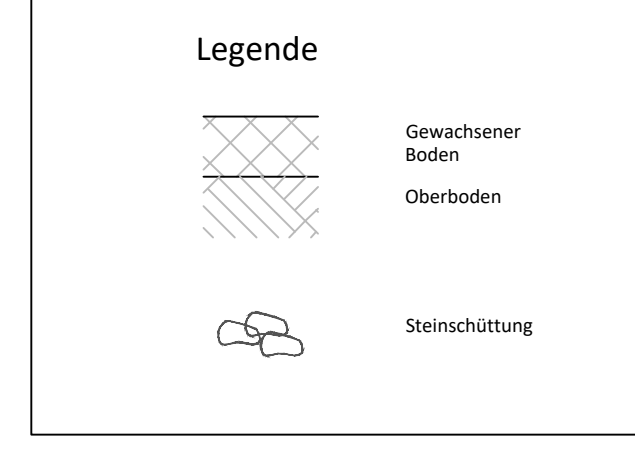 Legende
Gewachsener
Boden
Oberboden
Steinschüttung